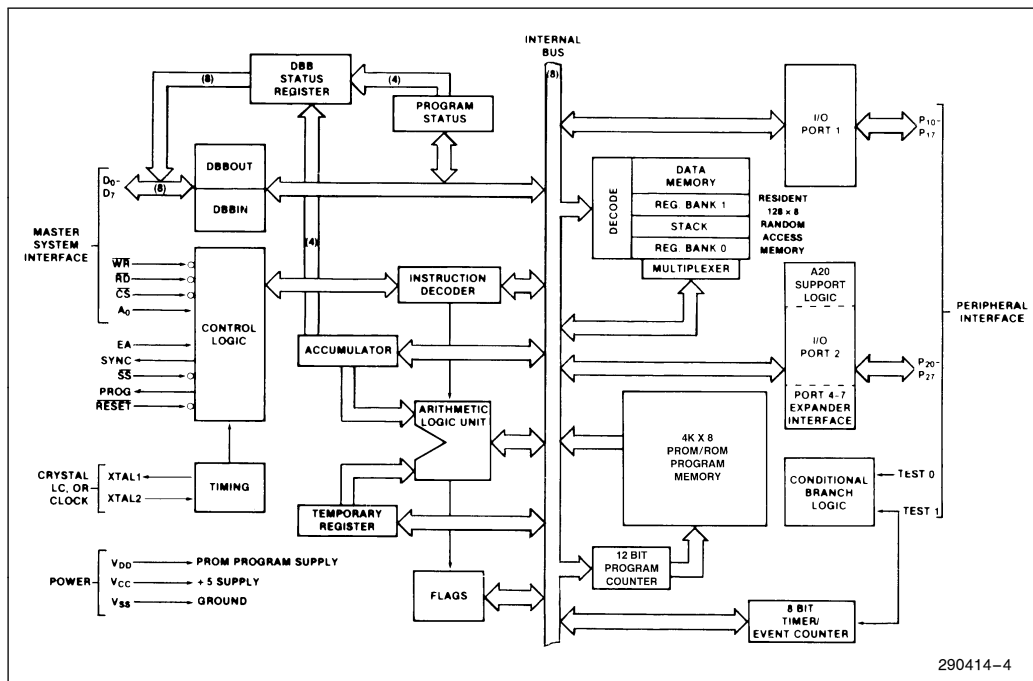 INTERNAL
BUS
(8)
DBB
STATUS
REGISTER
(8)
(4)
PROGRAM
STATUS
I/O
PORT 1
P10-
P17
D0-
D7
(8)
DBBOUT
DBBIN
DECODE
DATA
MEMORY
REG. BANK 1
STACK
REG. BANK 0
MULTIPLEXER
RESIDENT
128 x 8
RANDOM
ACCESS
MEMORY
MASTER
SYSTEM
INTERFACE
(4)
WR
RD
CS
A0
EA
SYNC
SS
PROG
RESET
CONTROL
LOGIC
INSTRUCTION
DECODER
A20
SUPPORT
LOGIC
I/O
PORT 2
PORT 4-7
EXPANDER
INTERFACE
P20-
P27
PERIPHERAL
INTERFACE
ACCUMULATOR
ARITHMETIC
LOGIC UNIT
4K X 8
PROM/ROM
PROGRAM
MEMORY
CONDITIONAL
BRANCH
LOGIC
TEST 0
TEST 1
CRYSTAL
LC, OR
CLOCK
XTAL1
XTAL2
TIMING
TEMPORARY
REGISTER
12 BIT
PROGRAM
COUNTER
POWER
VDD
PROM PROGRAM SUPPLY
VCC
+ 5 SUPPLY
VSS
GROUND
FLAGS
8 BIT
TIMER/
EVENT COUNTER
290414–4